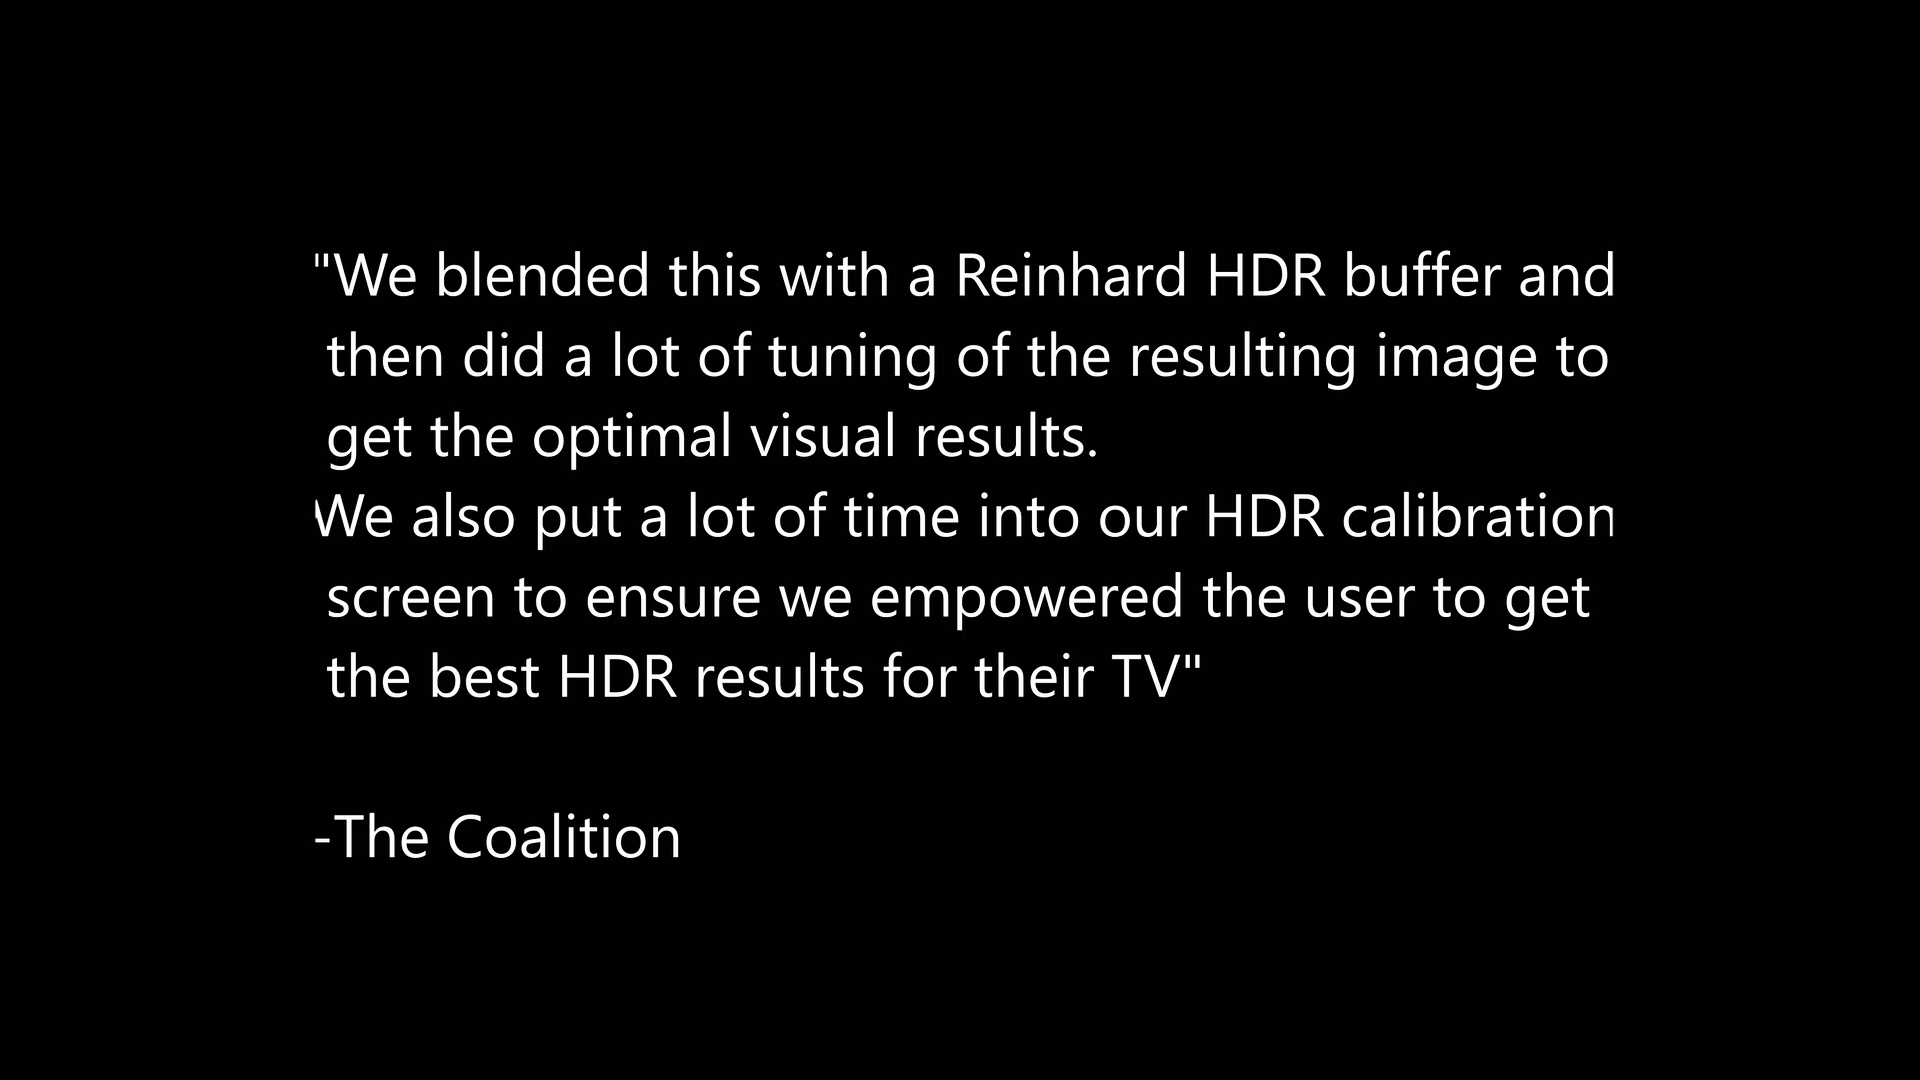 "We blended this with a Reinhard HDR buffer and
then did a lot of tuning of the resulting image to
get the optimal visual results.
We also put a lot of time into our HDR calibration
screen to ensure we empowered the user to get
the best HDR results for their TV"
-The Coalition